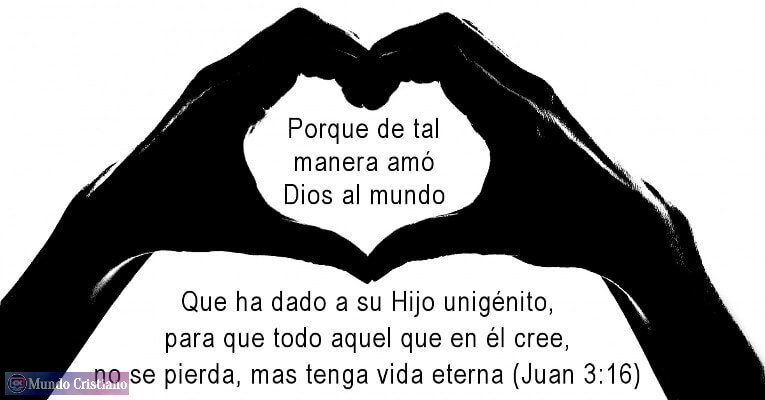 Porque de tal
manera amó
Dios al mundo
Que ha dado a su Hijo unigénito,
para que todo aquel que en él cree,
no se pierda, mas tenga vida eterna (Juan 3:16)
Mundo Cristiano